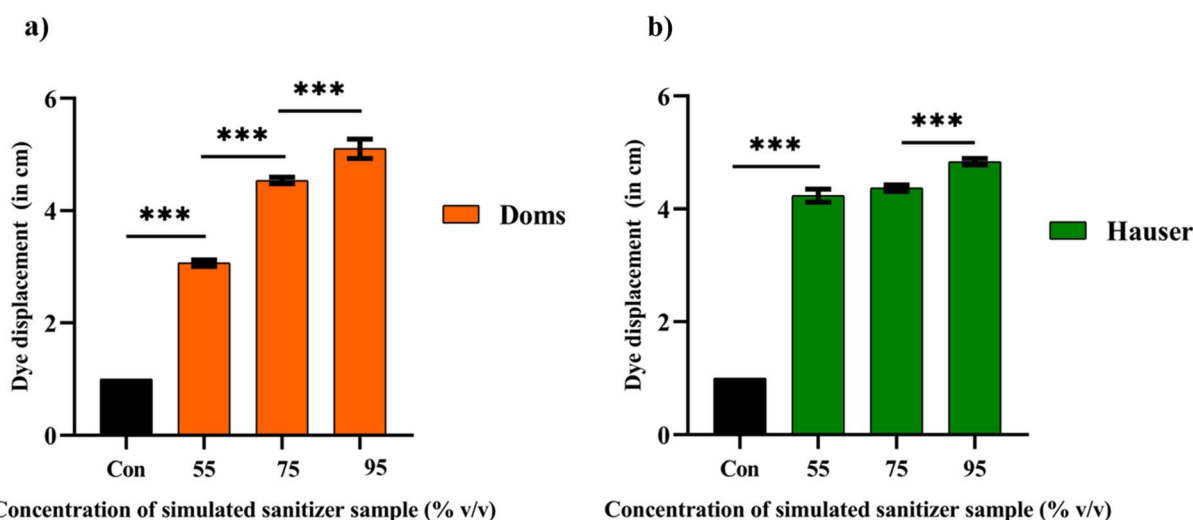 a)
Dye displacement (in cm)
6
4
2
0
***
***
***
Con 55 75 95
Concentration of simulated sanitizer sample (% v/v)
Doms
b)
Dye displacement (in cm)
6
4
2
0
***
***
Con 55 75 95
Concentration of simulated sanitizer sample (% v/v)
Hauser